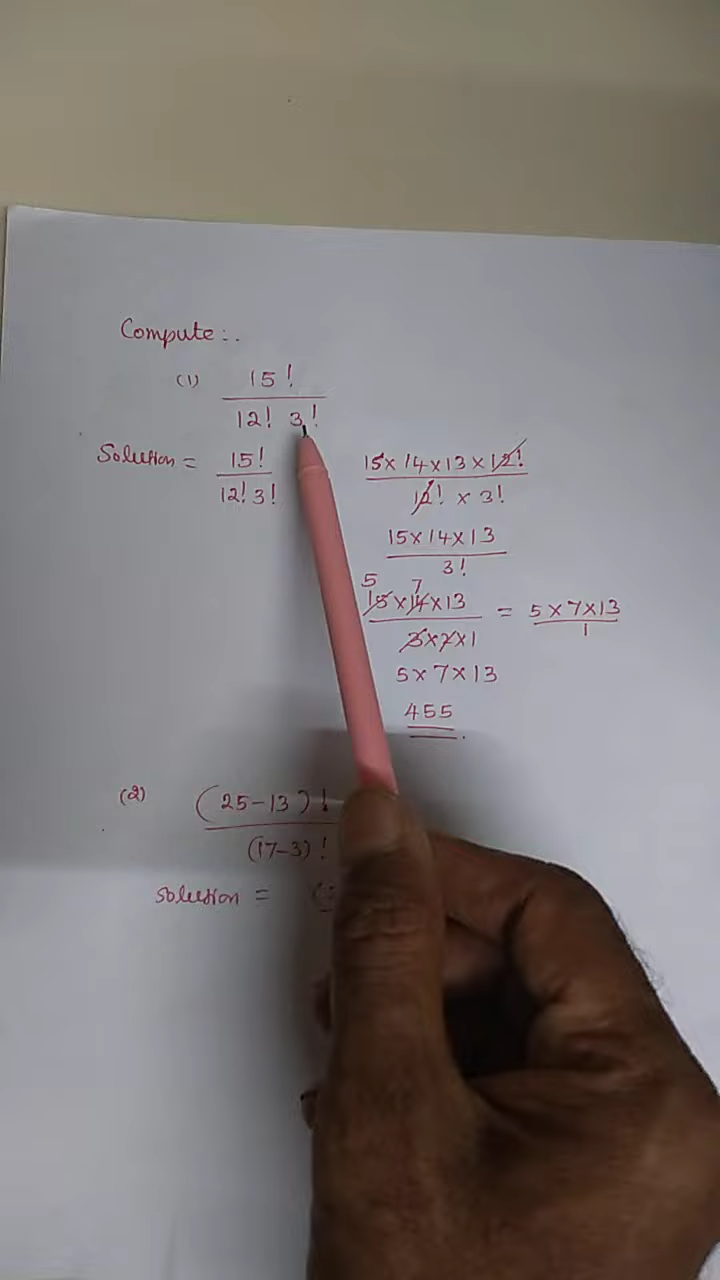 Compute :.
(1) 15!
12! 3!
Solution = 15!
12! 3!
15 x 14 x 13 x 12!
12! x 3!
15 x 14 x 13
3!
5 7
15 x 14 x 13 = 5 x 7 x 13
3 x 2 x 1 1
5 x 7 x 13
455.
(2) (25-13)!
(17-3)!
Solution = (